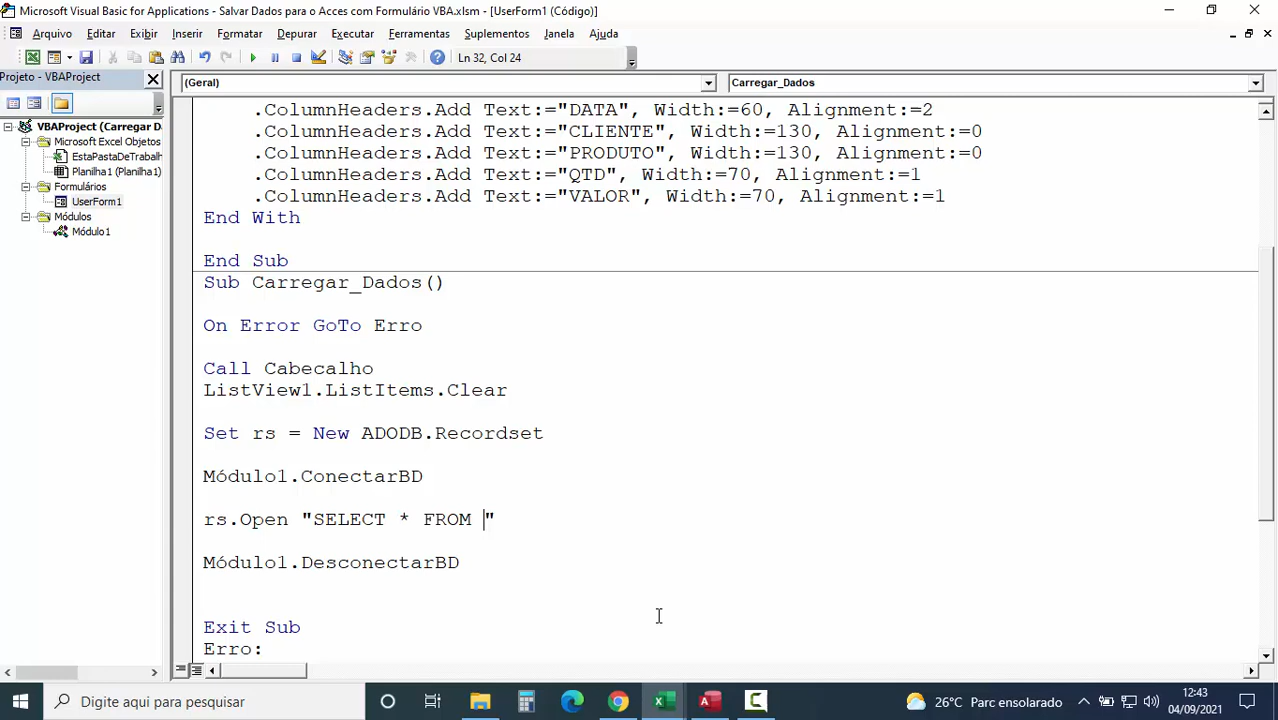 Microsoft Visual Basic for Applications - Salvar Dados para o Acces com Formulário VBA.xlsm - [UserForm1 (Código)]
Arquivo Editar Exibir Inserir Formatar Depurar Executar Ferramentas Suplementos Janela Ajuda
Ln 32, Col 24
Projeto - VBAProject
(Geral)
Carregar_Dados
VBAProject (Carregar D
Microsoft Excel Objetos
EstaPastaDeTrabalh
Planilha1 (Planilha1)
Formulários
UserForm1
Módulos
Módulo1
.ColumnHeaders.Add Text:="DATA", Width:=60, Alignment:=2
.ColumnHeaders.Add Text:="CLIENTE", Width:=130, Alignment:=0
.ColumnHeaders.Add Text:="PRODUTO", Width:=130, Alignment:=0
.ColumnHeaders.Add Text:="QTD", Width:=70, Alignment:=1
.ColumnHeaders.Add Text:="VALOR", Width:=70, Alignment:=1
End With
End Sub
Sub Carregar_Dados()
On Error GoTo Erro
Call Cabecalho
ListView1.ListItems.Clear
Set rs = New ADODB.Recordset
Módulo1.ConectarBD
rs.Open "SELECT * FROM "
Módulo1.DesconectarBD
Exit Sub
Erro:
Digite aqui para pesquisar
26°C Parc ensolarado
12:43
04/09/2021